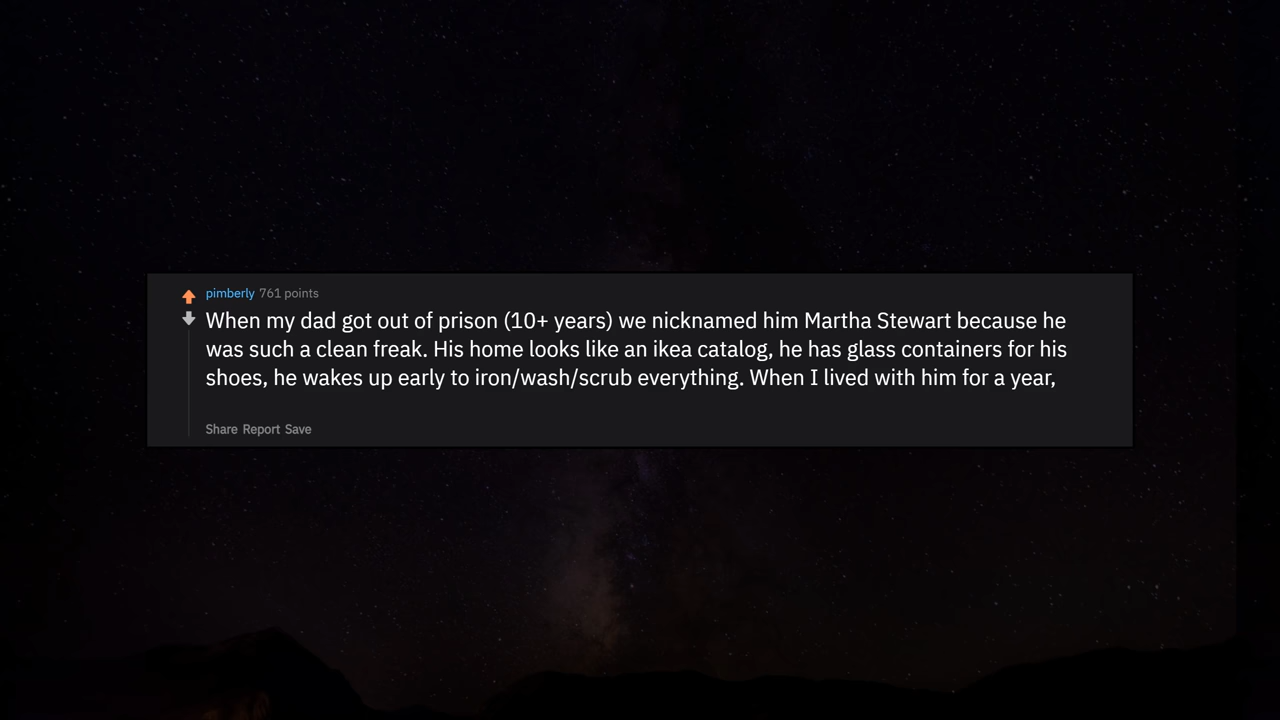 pimberly 761 points
When my dad got out of prison (10+ years) we nicknamed him Martha Stewart because he
was such a clean freak. His home looks like an ikea catalog, he has glass containers for his
shoes, he wakes up early to iron/wash/scrub everything. When I lived with him for a year,
Share Report Save